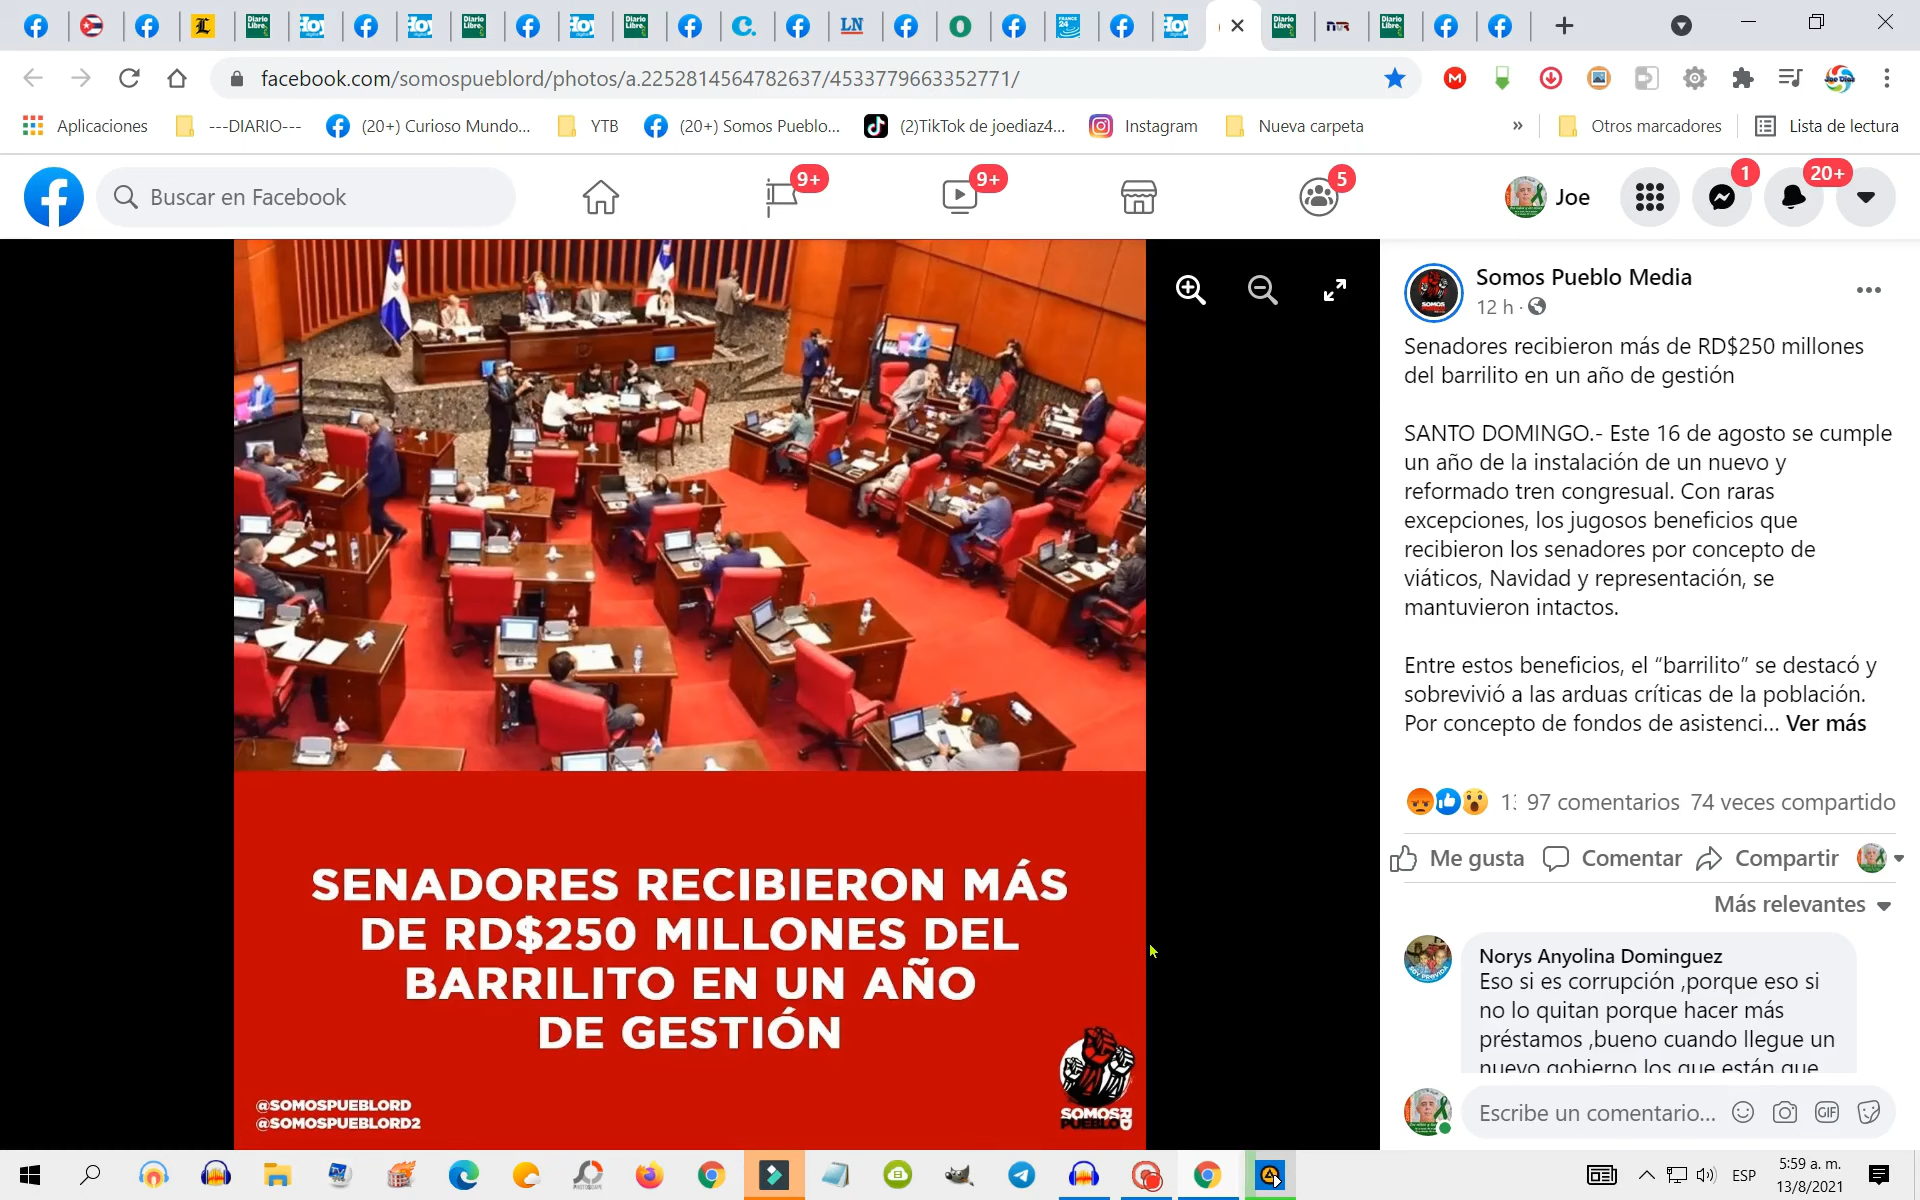 facebook.com/somospueblord/photos/a.2252814564782637/4533779663352771/
Aplicaciones
---DIARIO---
(20+) Curioso Mundo...
YTB
(20+) Somos Pueblo...
(2)TikTok de joediaz4...
Instagram
Nueva carpeta
»
Otros marcadores
Lista de lectura
Buscar en Facebook
9+
9+
5
Joe
1
20+
Somos Pueblo Media
12 h ·
Senadores recibieron más de RD$250 millones
del barrilito en un año de gestión
SANTO DOMINGO.- Este 16 de agosto se cumple
un año de la instalación de un nuevo y
reformado tren congresual. Con raras
excepciones, los jugosos beneficios que
recibieron los senadores por concepto de
viáticos, Navidad y representación, se
mantuvieron intactos.
Entre estos beneficios, el “barrilito” se destacó y
sobrevivió a las arduas críticas de la población.
Por concepto de fondos de asistenci... Ver más
97 comentarios 74 veces compartido
Me gusta Comentar Compartir
Más relevantes
Norys Anyolina Dominguez
Eso si es corrupción ,porque eso si
no lo quitan porque hacer más
préstamos ,bueno cuando llegue un
nuevo gobierno los que están que
Escribe un comentario...
GIF
SENADORES RECIBIERON MÁS
DE RD$250 MILLONES DEL
BARRILITO EN UN AÑO
DE GESTIÓN
@SOMOSPUEBLORD
@SOMOSPUEBLORD2
SOMOS
PUEBLO RD
ESP
5:59 a. m.
13/8/2021